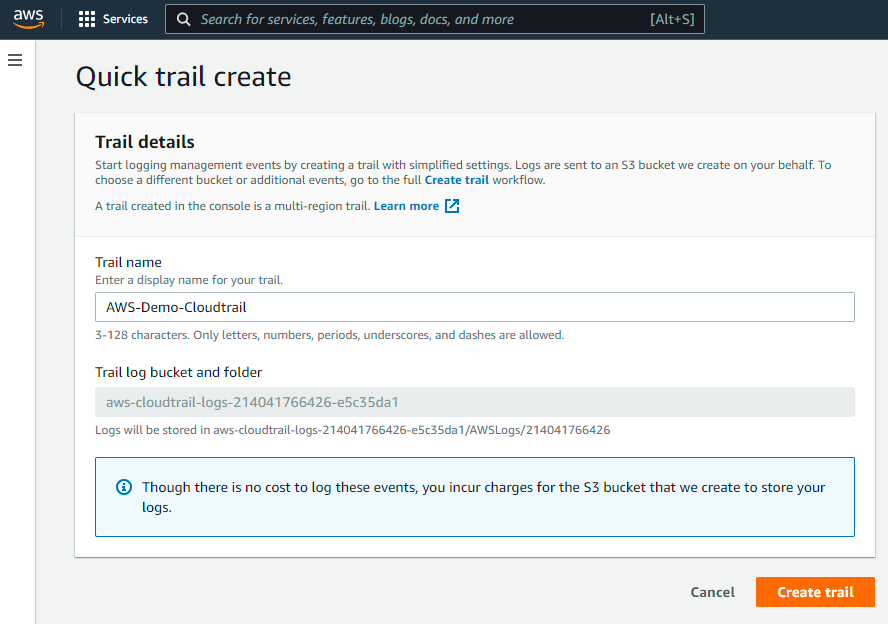 aws
Services
Search for services, features, blogs, docs, and more
[Alt+S]
Quick trail create
Trail details
Start logging management events by creating a trail with simplified settings. Logs are sent to an S3 bucket we create on your behalf. To
choose a different bucket or additional events, go to the full Create trail workflow.
A trail created in the console is a multi-region trail. Learn more
Trail name
Enter a display name for your trail.
AWS-Demo-Cloudtrail
3-128 characters. Only letters, numbers, periods, underscores, and dashes are allowed.
Trail log bucket and folder
aws-cloudtrail-logs-214041766426-e5c35da1
Logs will be stored in aws-cloudtrail-logs-214041766426-e5c35da1/AWSLogs/214041766426
Though there is no cost to log these events, you incur charges for the S3 bucket that we create to store your
logs.
Cancel
Create trail